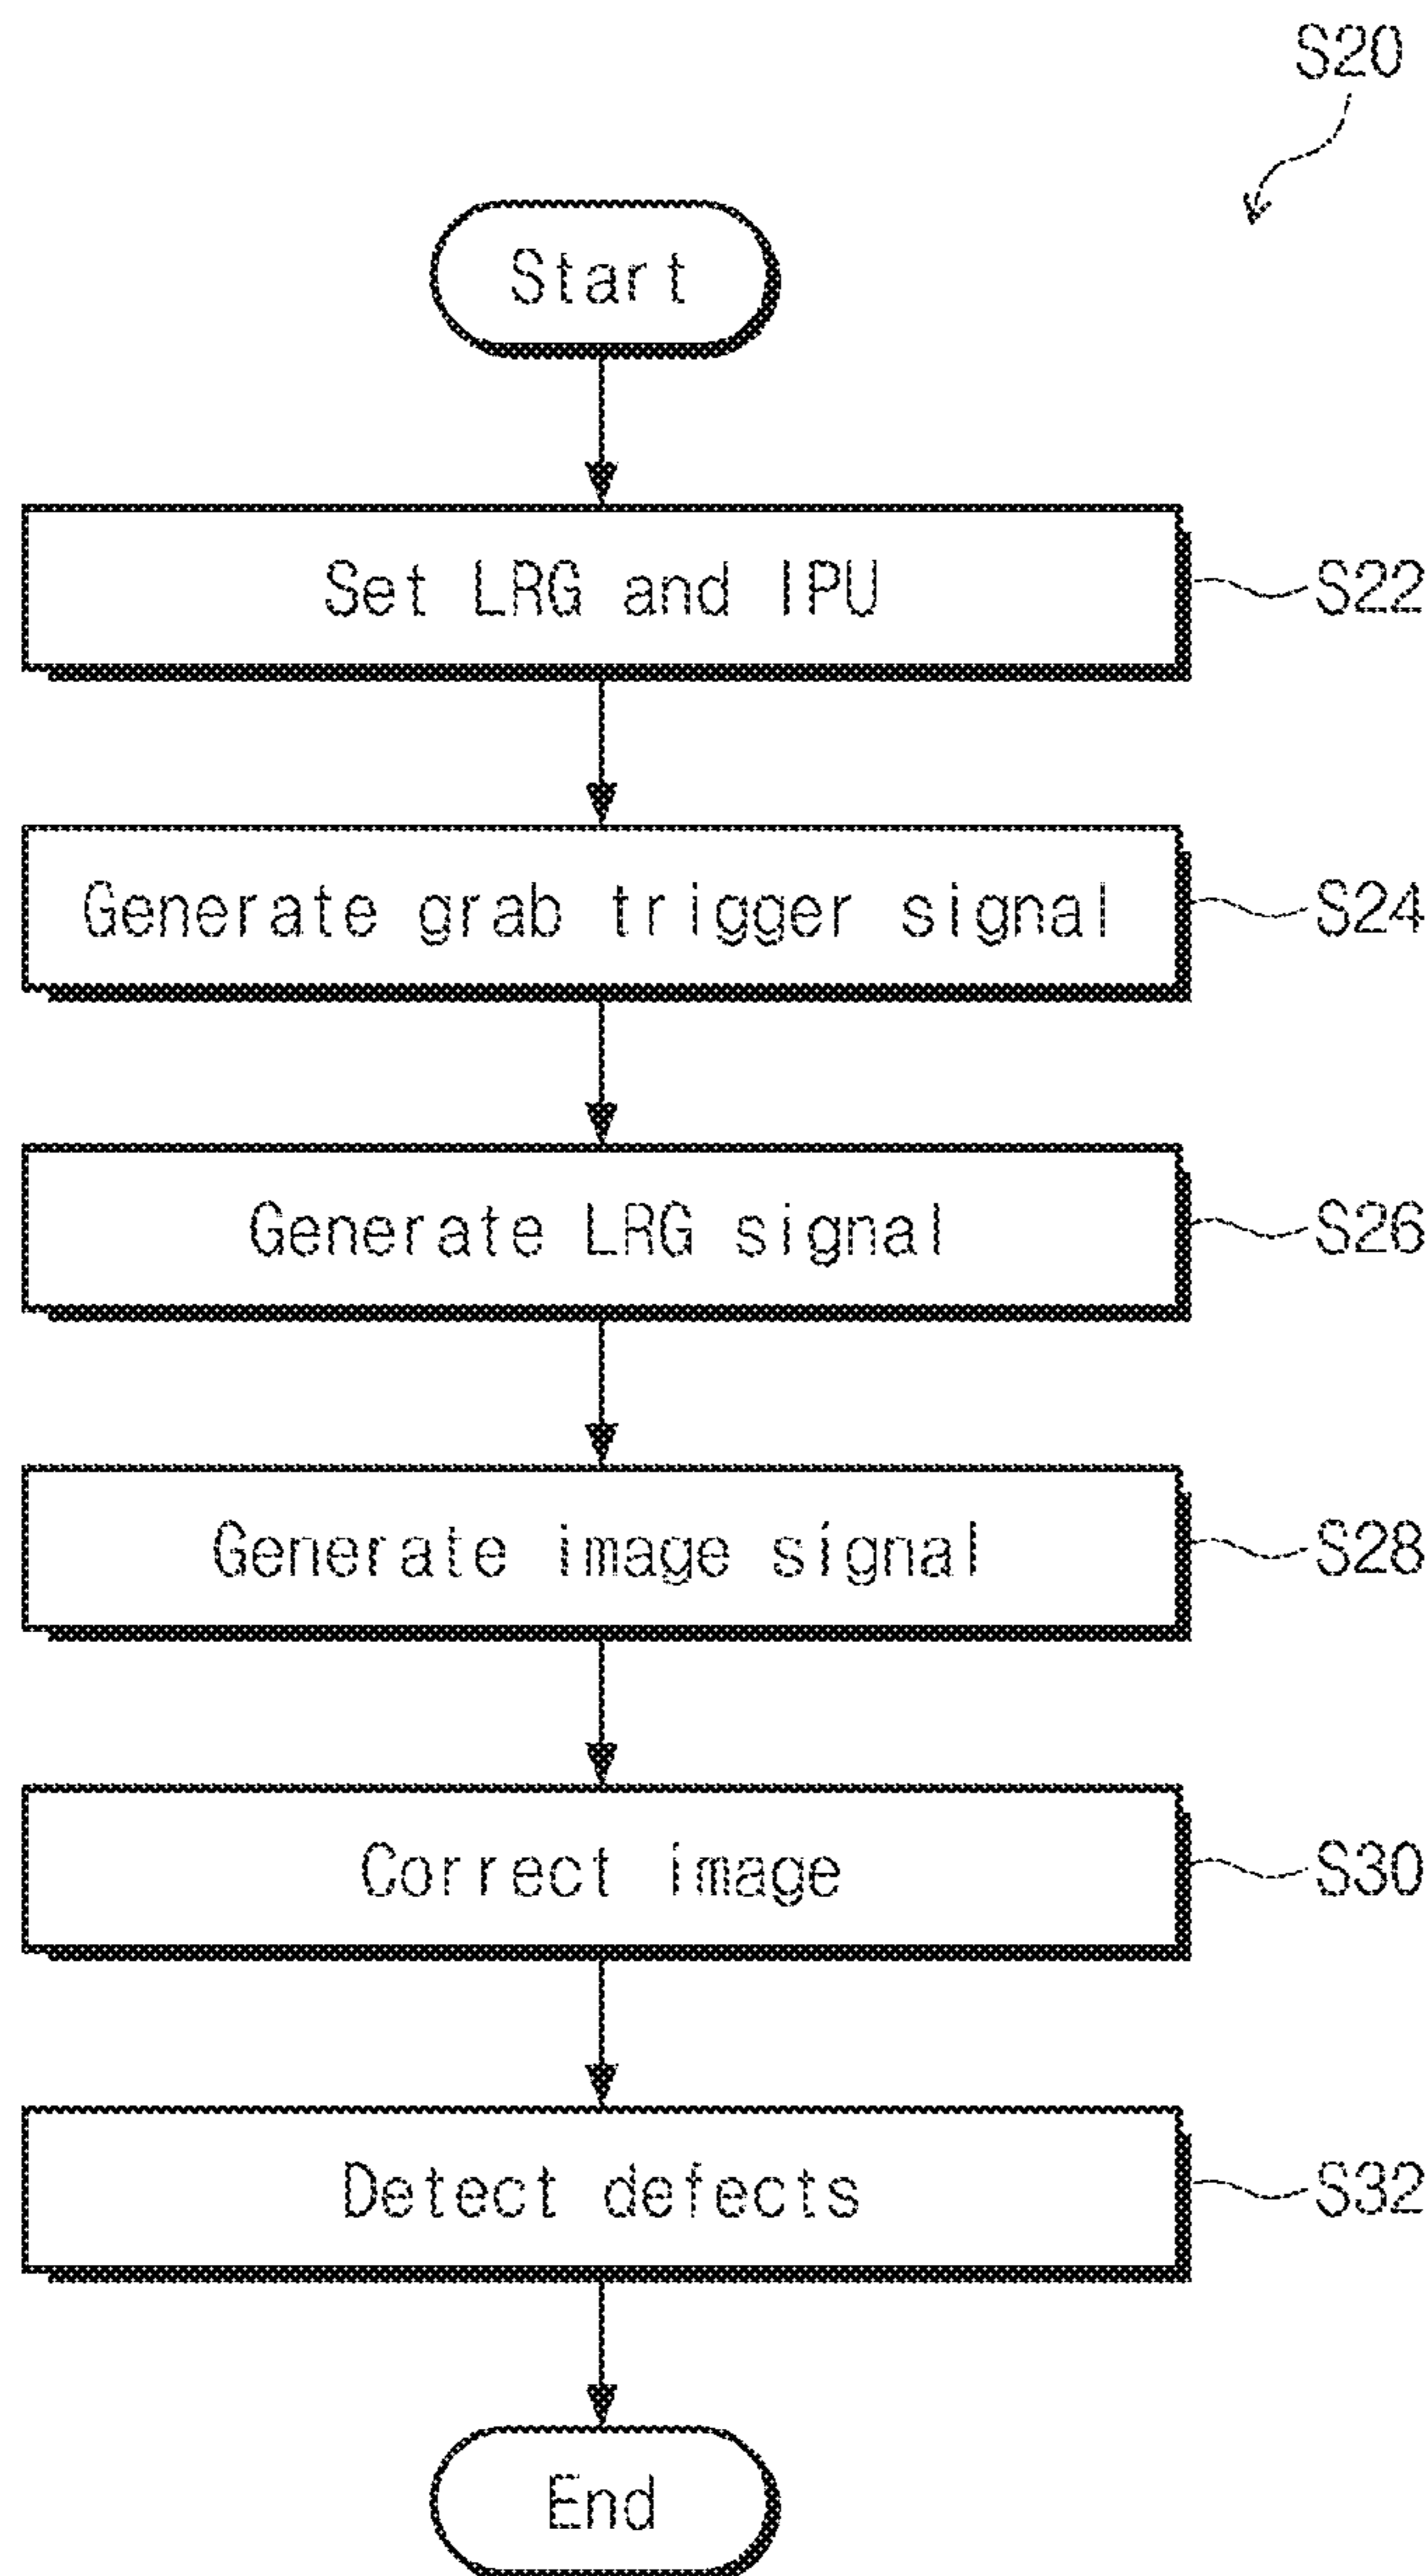 S20
Start
Set LRG and IPU
S22
Generate grab trigger signal
S24
Generate LRG signal
S26
Generate image signal
S28
Correct image
S30
Detect defects
S32
End